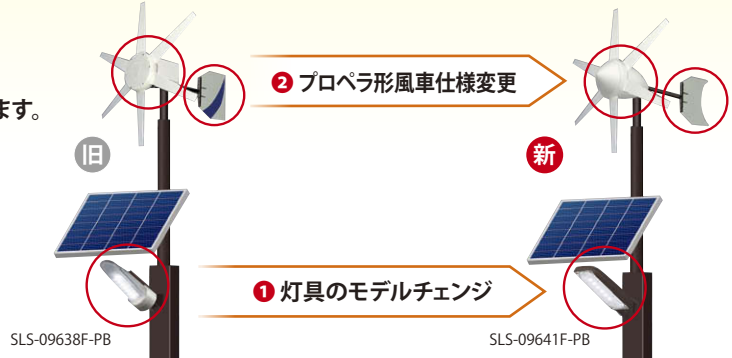 ❷ プロペラ形風車仕様変更
ます。
旧
新
❶ 灯具のモデルチェンジ
SLS-09638F-PB
SLS-09641F-PB